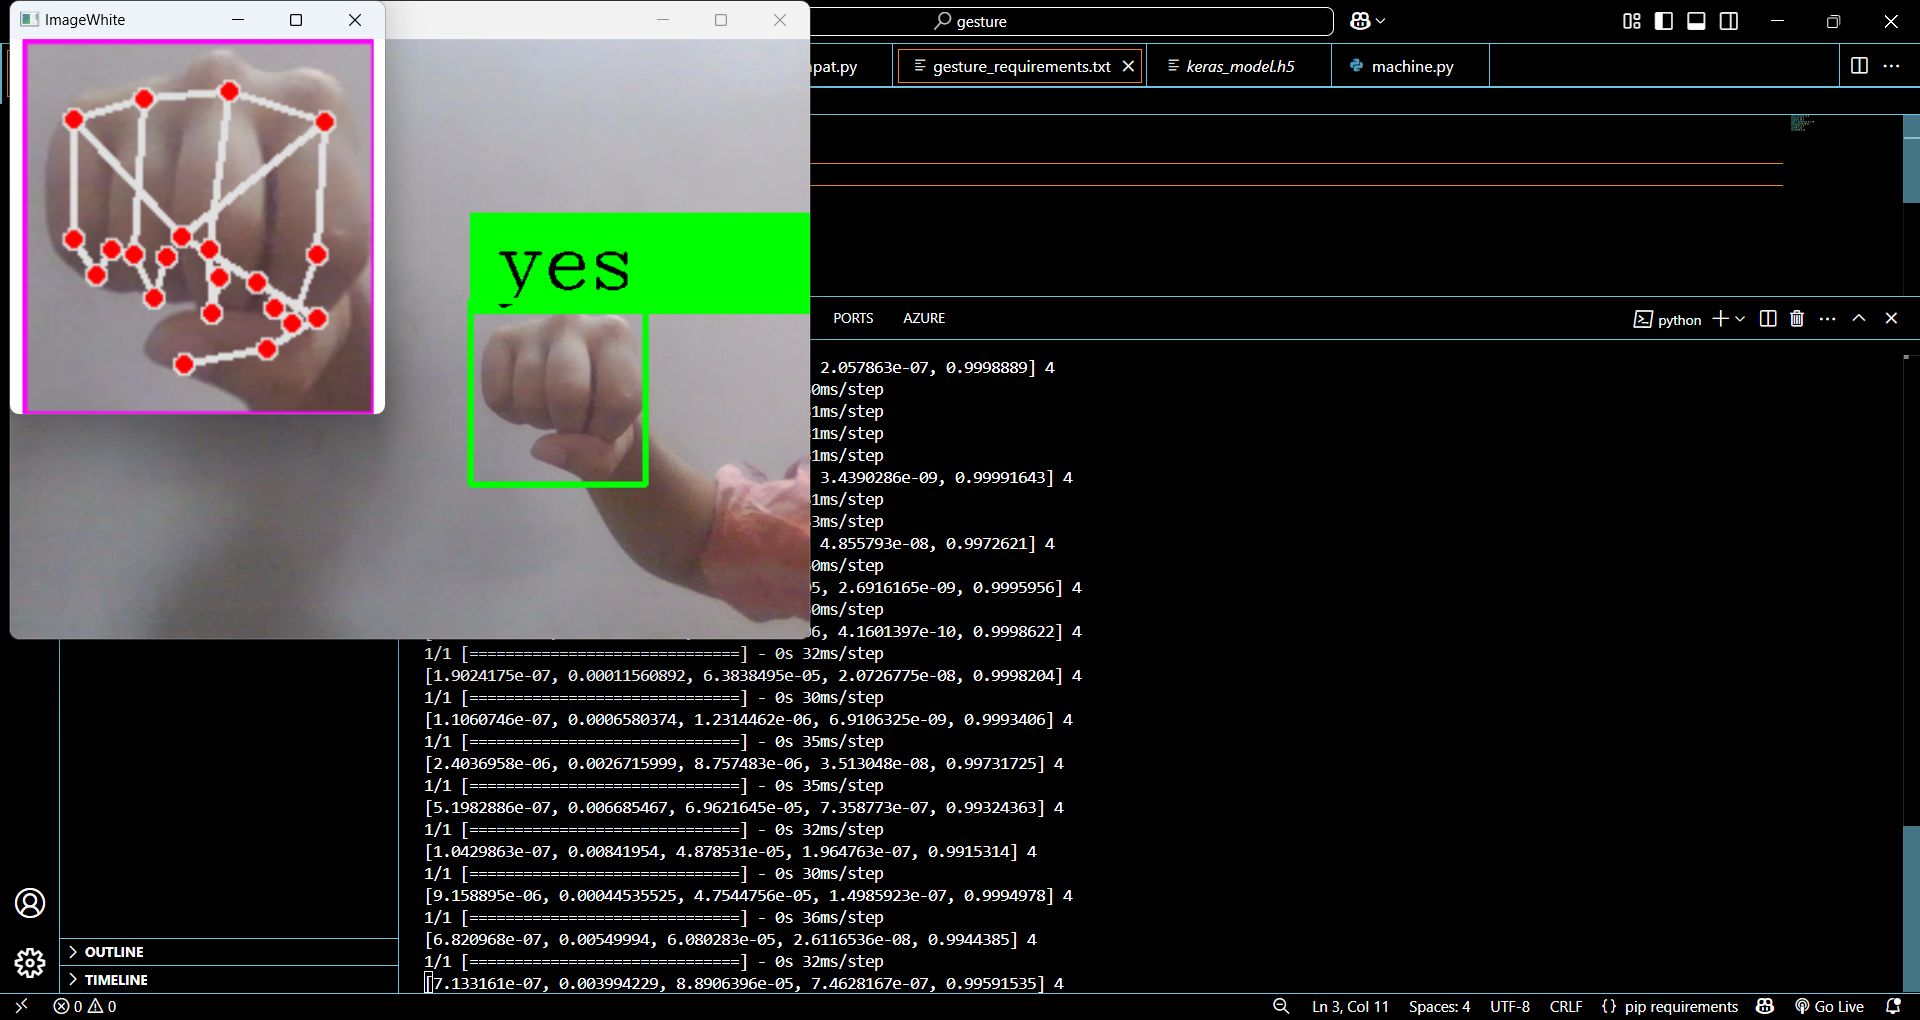 ImageWhite
gesture
pat.py
gesture_requirements.txt
keras_model.h5
machine.py
yes
PORTS
AZURE
python
2.057863e-07, 0.9998889] 4
0ms/step
1ms/step
1ms/step
1ms/step
3.4390286e-09, 0.99991643] 4
1ms/step
3ms/step
4.855793e-08, 0.9972621] 4
0ms/step
5, 2.6916165e-09, 0.9995956] 4
0ms/step
6, 4.1601397e-10, 0.9998622] 4
1/1 [==============================] - 0s 32ms/step
[1.9024175e-07, 0.00011560892, 6.3838495e-05, 2.0726775e-08, 0.9998204] 4
1/1 [==============================] - 0s 30ms/step
[1.1060746e-07, 0.0006580374, 1.2314462e-06, 6.9106325e-09, 0.9993406] 4
1/1 [==============================] - 0s 35ms/step
[2.4036958e-06, 0.0026715999, 8.757483e-06, 3.513048e-08, 0.99731725] 4
1/1 [==============================] - 0s 35ms/step
[5.1982886e-07, 0.006685467, 6.9621645e-05, 7.358773e-07, 0.99324363] 4
1/1 [==============================] - 0s 32ms/step
[1.0429863e-07, 0.00841954, 4.878531e-05, 1.964763e-07, 0.9915314] 4
1/1 [==============================] - 0s 30ms/step
[9.158895e-06, 0.00044535525, 4.7544756e-05, 1.4985923e-07, 0.9994978] 4
1/1 [==============================] - 0s 36ms/step
[6.820968e-07, 0.00549994, 6.080283e-05, 2.6116536e-08, 0.9944385] 4
1/1 [==============================] - 0s 32ms/step
[7.133161e-07, 0.003994229, 8.8906396e-05, 7.4628167e-07, 0.99591535] 4
OUTLINE
TIMELINE
0 0
Ln 3, Col 11
Spaces: 4
UTF-8
CRLF
{} pip requirements
Go Live